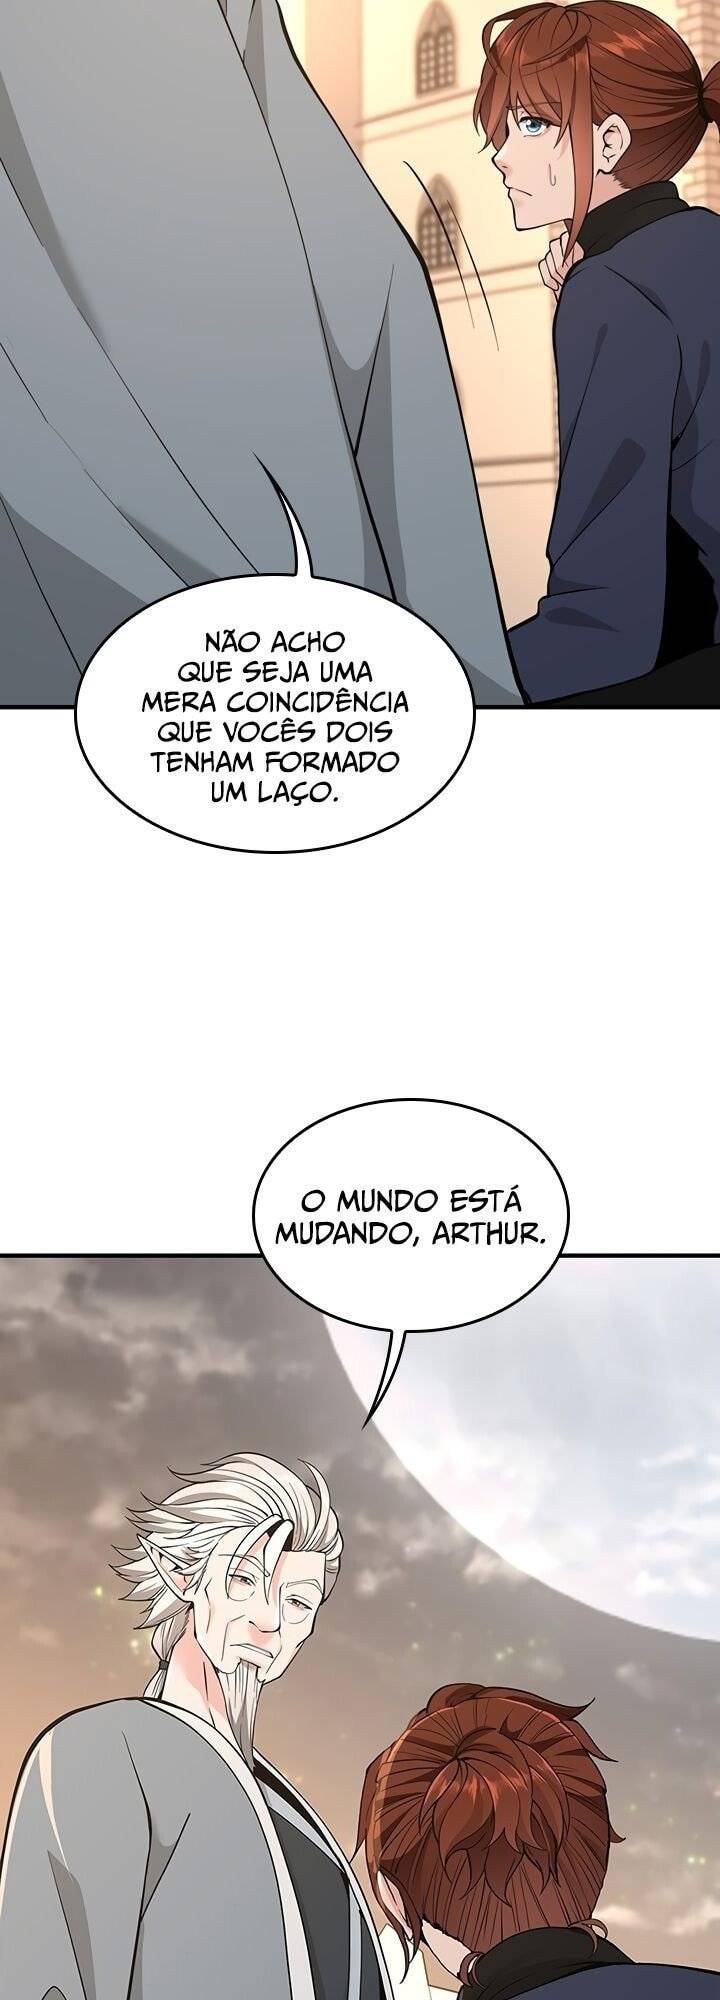 NÃO ACHO
QUE SEJA UMA
MERA COINCIDÊNCIA
QUE VOCÊS DOIS
TENHAM FORMADO
UM LAÇO.
O MUNDO ESTÁ
MUDANDO, ARTHUR.